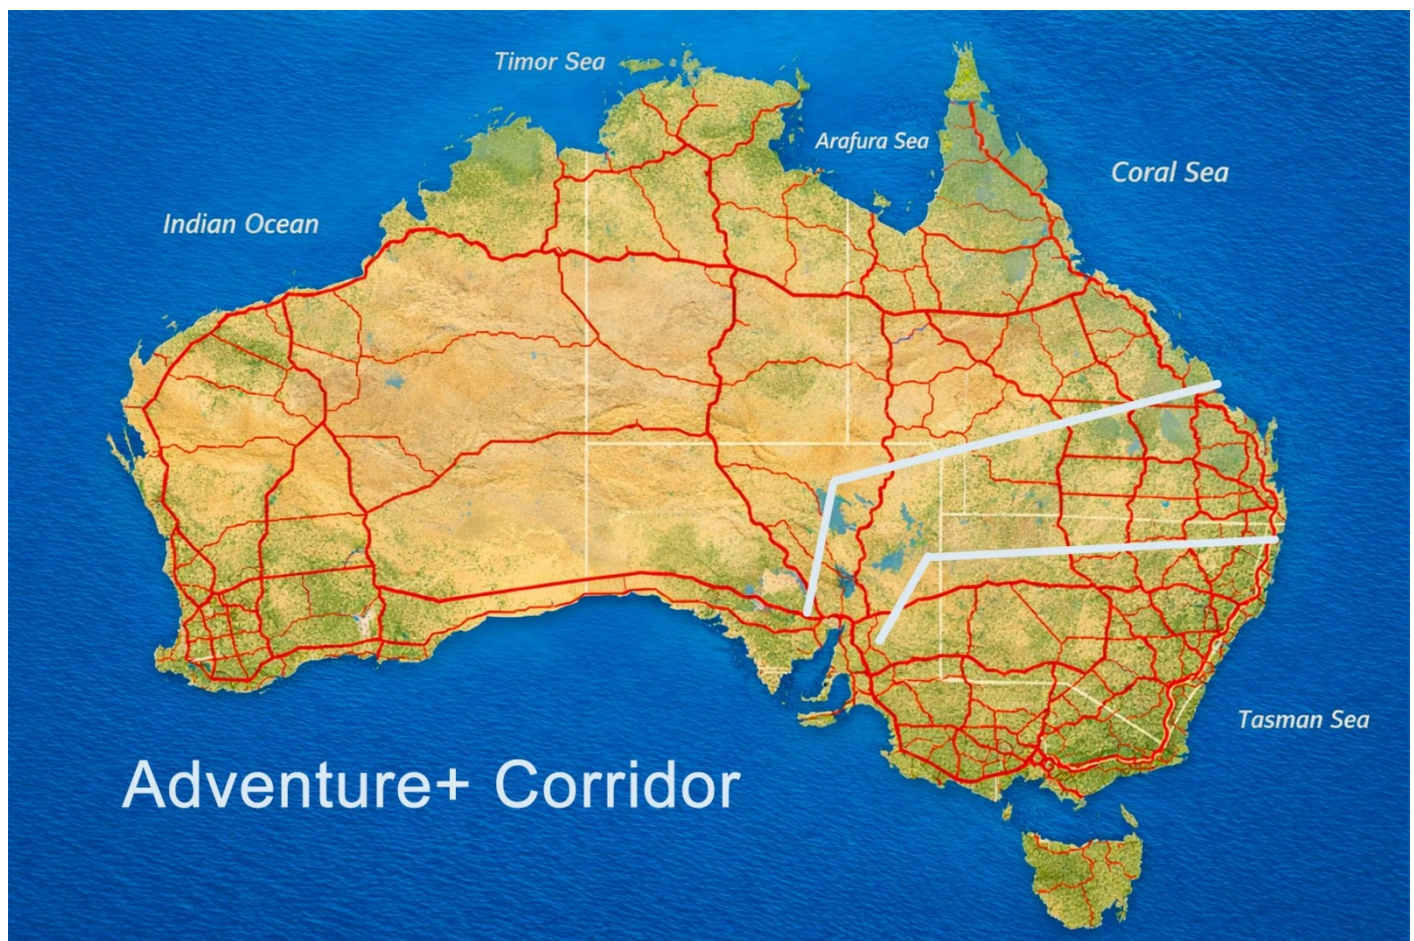 Timor Sea
Arafura Sea
Coral Sea
Indian Ocean
Tasman Sea
Adventure+ Corridor